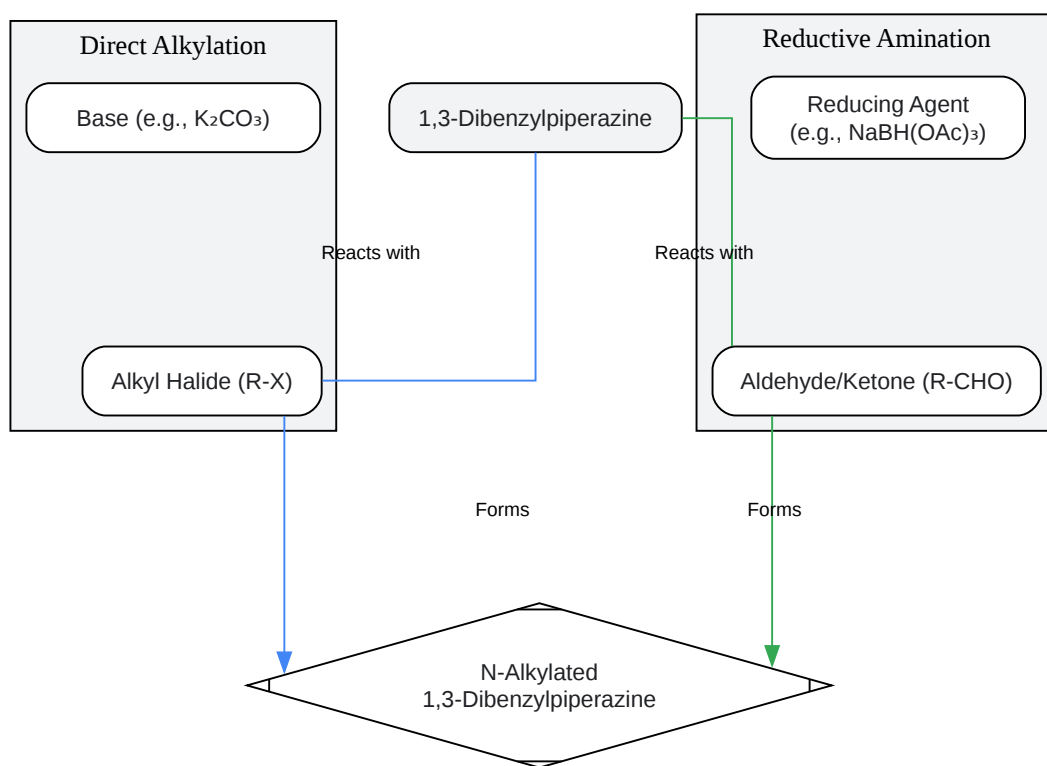 Direct Alkylation
Reductive Amination
Base (e.g., K₂CO₃)
1,3-Dibenzylpiperazine
Reducing Agent
(e.g., NaBH(OAc)₃)
Reacts with
Reacts with
Alkyl Halide (R-X)
Aldehyde/Ketone (R-CHO)
Forms
Forms
N-Alkylated
1,3-Dibenzylpiperazine